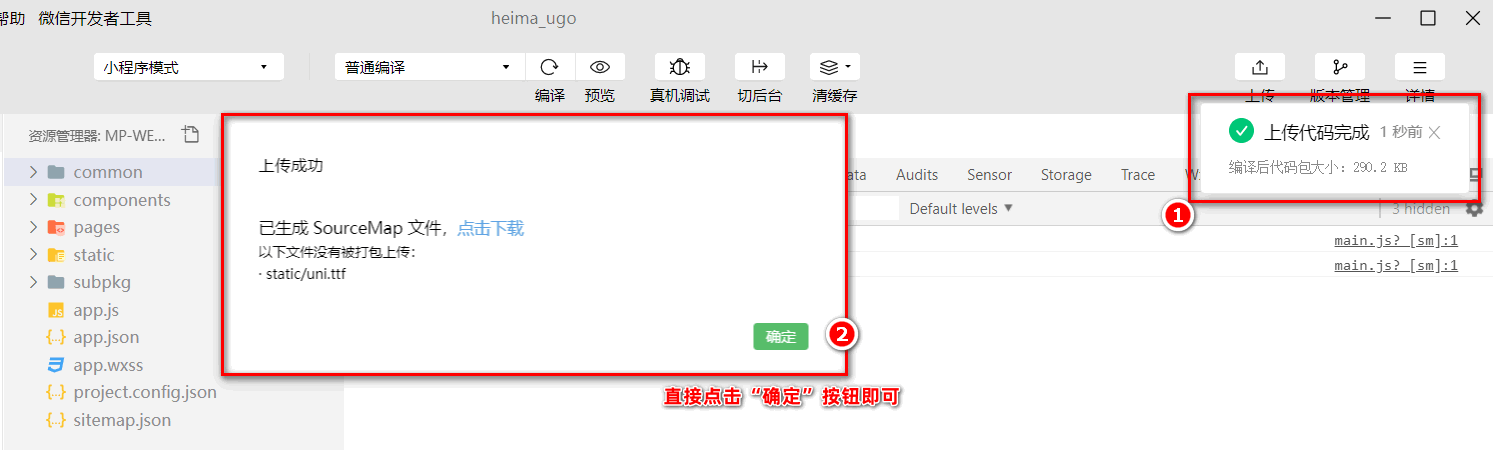 帮助 微信开发者工具 heima_ugo
小程序模式 普通编译
编译 预览 真机调试 切后台 清缓存 上传 版本管理 详情
资源管理器: MP-WE...
common
components
pages
static
subpkg
app.js
app.json
app.wxss
project.config.json
sitemap.json
上传成功
已生成 SourceMap 文件，点击下载
以下文件没有被打包上传：
· static/uni.ttf
确定
2
直接点击“确定”按钮即可
上传代码完成 1 秒前
编译后代码包大小：290.2 KB
1
Audits Sensor Storage Trace
Default levels ▼ 3 hidden
main.js? [sm]:1
main.js? [sm]:1